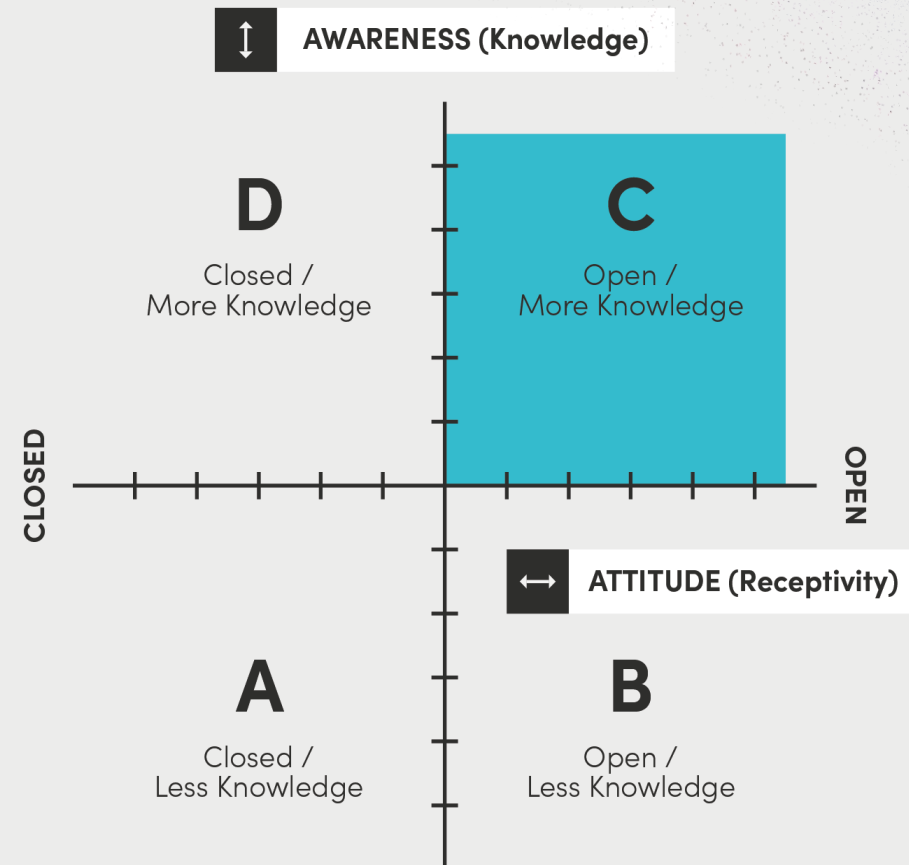 AWARENESS (Knowledge)
D
Closed /
More Knowledge
C
Open /
More Knowledge
CLOSED
OPEN
ATTITUDE (Receptivity)
A
Closed /
Less Knowledge
B
Open /
Less Knowledge